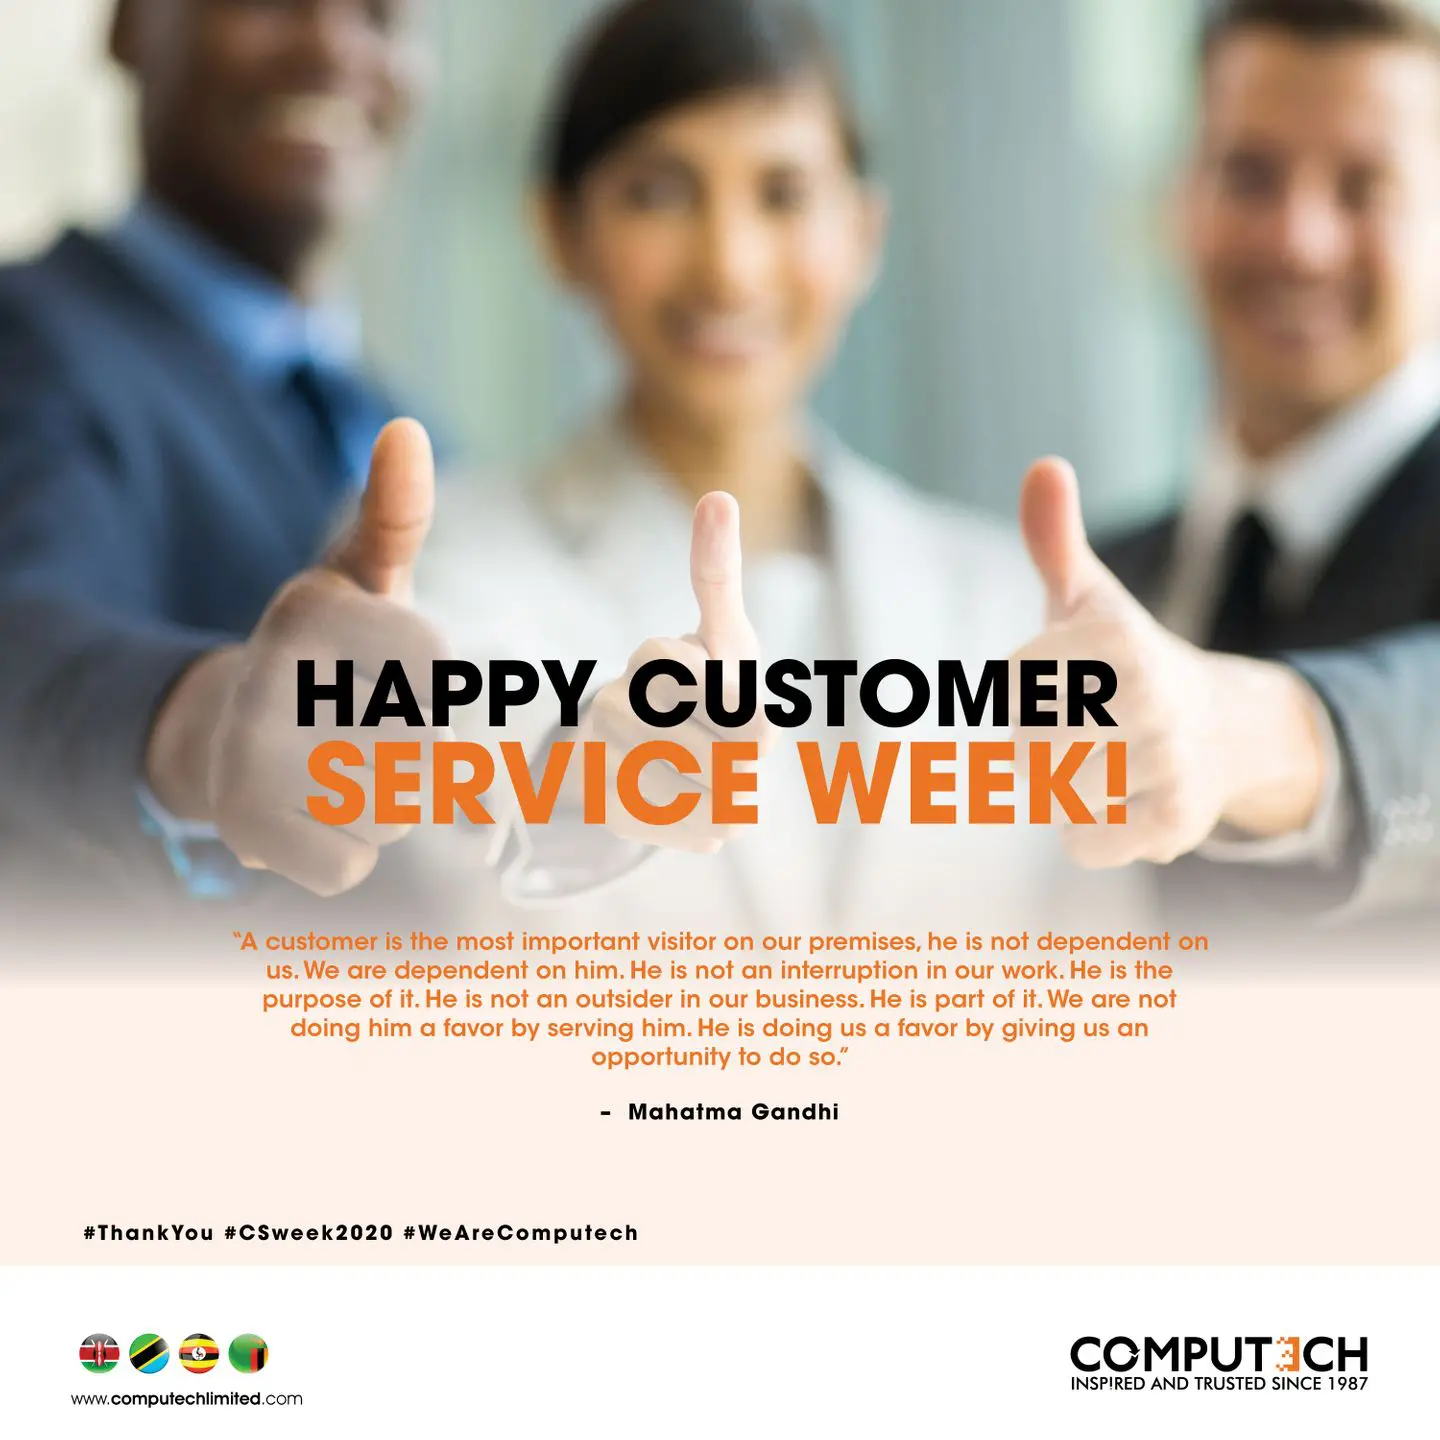 HAPPY CUSTOMER
SERVICE WEEK!
“A customer is the most important visitor on our premises, he is not dependent on
us. We are dependent on him. He is not an interruption in our work. He is the
purpose of it. He is not an outsider in our business. He is part of it. We are not
doing him a favor by serving him. He is doing us a favor by giving us an
opportunity to do so.”
– Mahatma Gandhi
#ThankYou #CSweek2020 #WeAreComputech
www.computechlimited.com
COMPUTECH
INSP!RED AND TRUSTED SINCE 1987